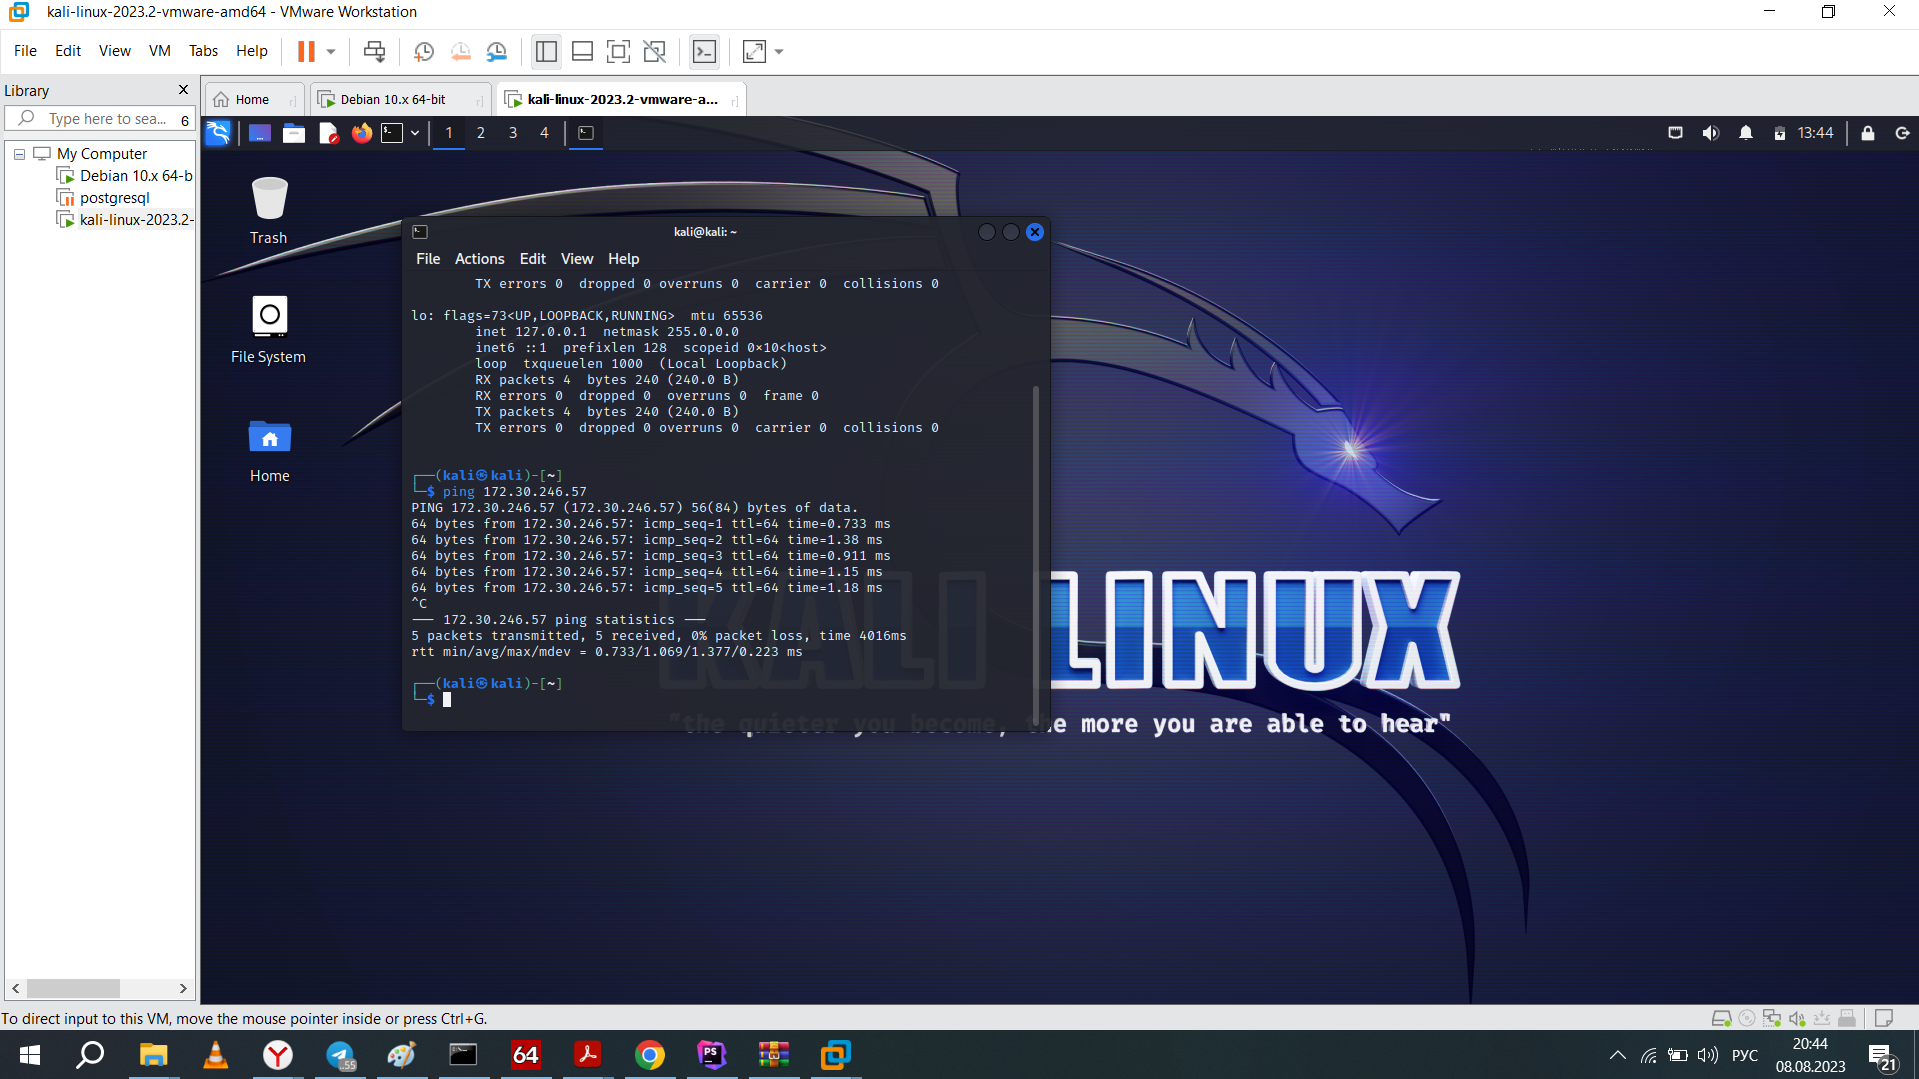 kali-linux-2023.2-vmware-amd64 - VMware Workstation
File Edit View VM Tabs Help
Library
Type here to sea... 6
My Computer
Debian 10.x 64-b
postgresql
kali-linux-2023.2-
Home
Debian 10.x 64-bit
kali-linux-2023.2-vmware-a...
1 2 3 4
13:44
Trash
File System
Home
kali@kali: ~
File Actions Edit View Help
TX errors 0 dropped 0 overruns 0 carrier 0 collisions 0
lo: flags=73<UP,LOOPBACK,RUNNING> mtu 65536
inet 127.0.0.1 netmask 255.0.0.0
inet6 ::1 prefixlen 128 scopeid 0×10<host>
loop txqueuelen 1000 (Local Loopback)
RX packets 4 bytes 240 (240.0 B)
RX errors 0 dropped 0 overruns 0 frame 0
TX packets 4 bytes 240 (240.0 B)
TX errors 0 dropped 0 overruns 0 carrier 0 collisions 0
┌──(kali㉿kali)-[~]
└─$ ping 172.30.246.57
PING 172.30.246.57 (172.30.246.57) 56(84) bytes of data.
64 bytes from 172.30.246.57: icmp_seq=1 ttl=64 time=0.733 ms
64 bytes from 172.30.246.57: icmp_seq=2 ttl=64 time=1.38 ms
64 bytes from 172.30.246.57: icmp_seq=3 ttl=64 time=0.911 ms
64 bytes from 172.30.246.57: icmp_seq=4 ttl=64 time=1.15 ms
64 bytes from 172.30.246.57: icmp_seq=5 ttl=64 time=1.18 ms
^C
--- 172.30.246.57 ping statistics ---
5 packets transmitted, 5 received, 0% packet loss, time 4016ms
rtt min/avg/max/mdev = 0.733/1.069/1.377/0.223 ms
┌──(kali㉿kali)-[~]
└─$
KALI LINUX
"the quieter you become, the more you are able to hear"
To direct input to this VM, move the mouse pointer inside or press Ctrl+G.
..55
64
PS
РУС
20:44
08.08.2023
21